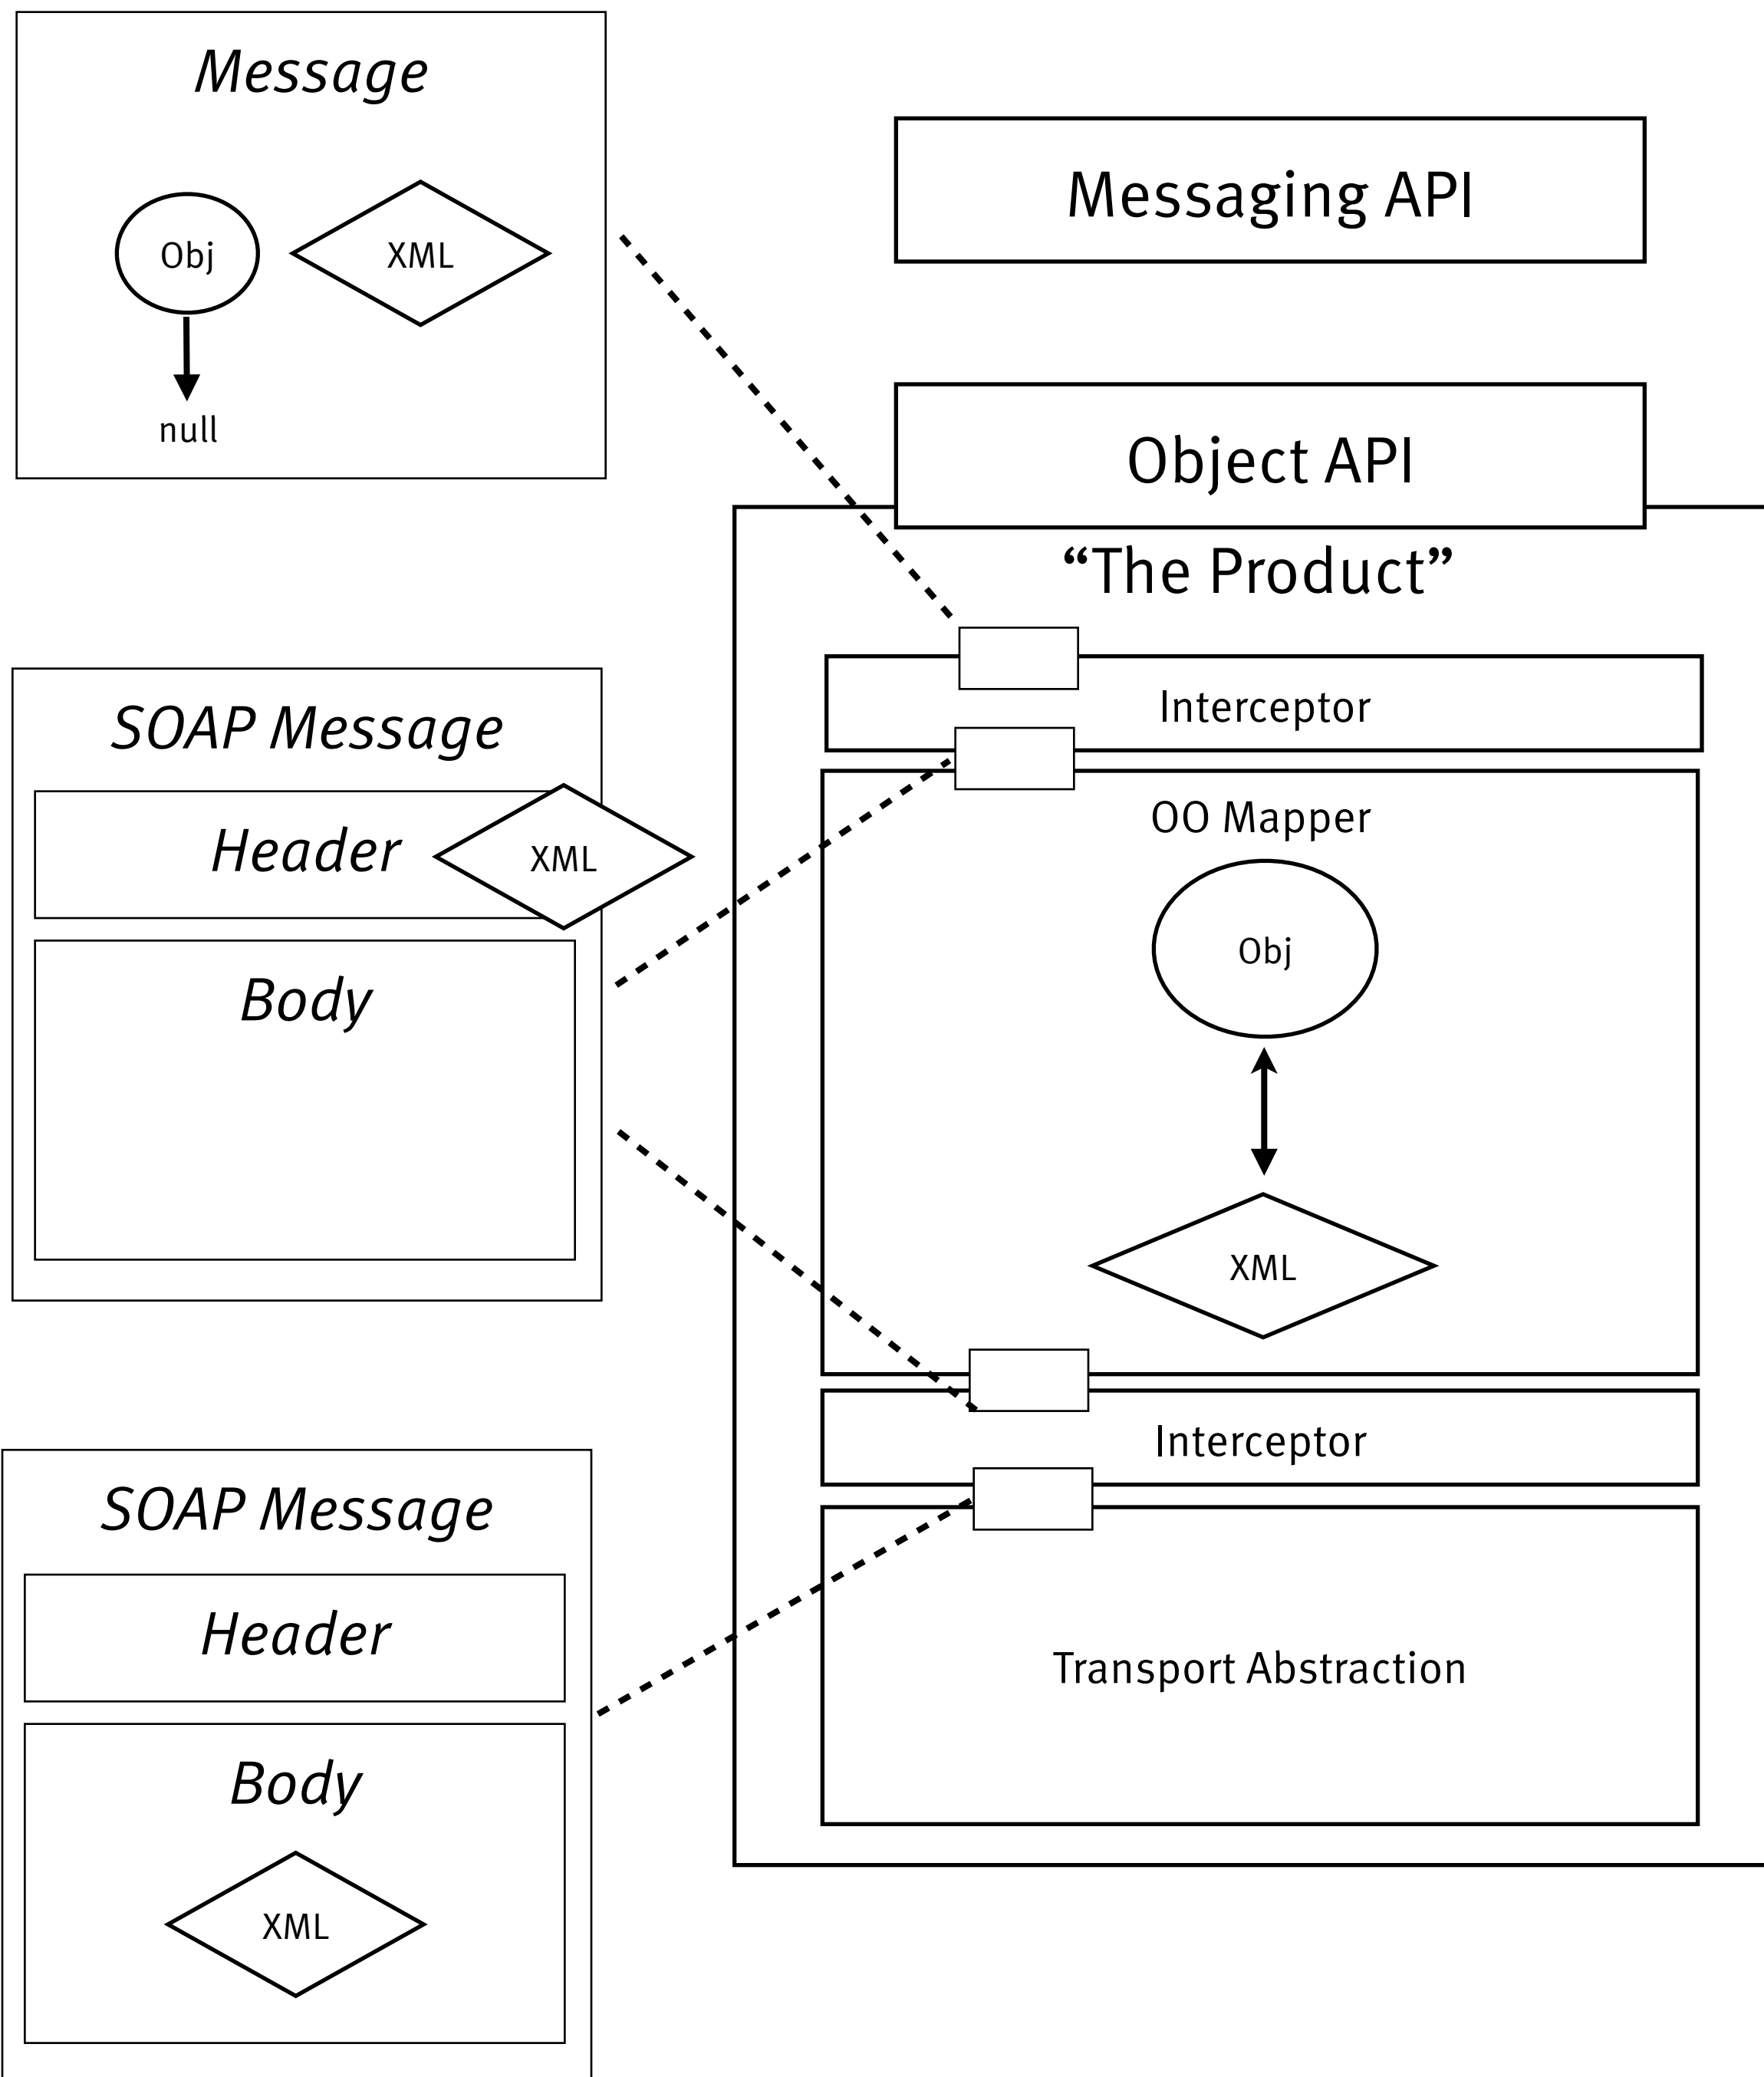 Message
Obj
XML
null
SOAP Message
Header
XML
Body
SOAP Message
Header
Body
XML
Messaging API
Object API
“The Product”
Interceptor
OO Mapper
Obj
XML
Interceptor
Transport Abstraction